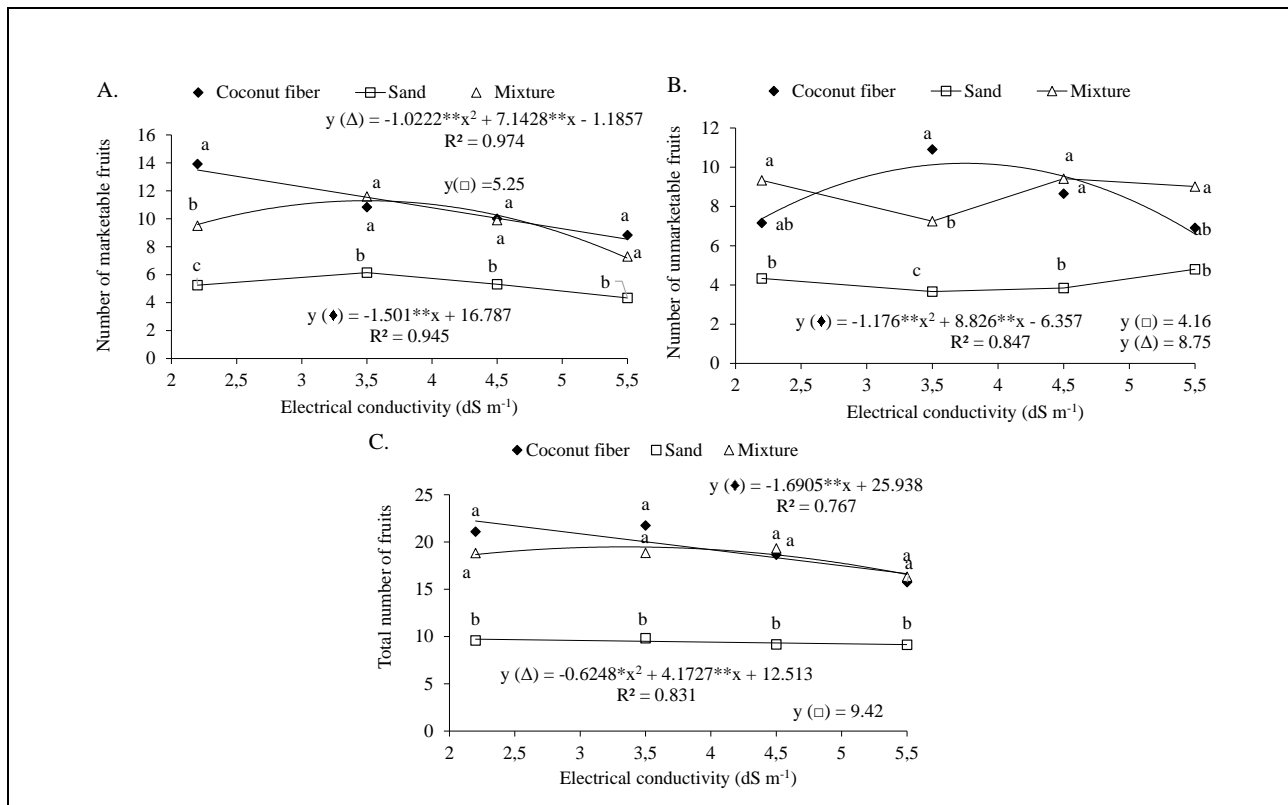 A.
◆ Coconut fiber □ Sand △ Mixture
y (Δ) = -1.0222**x² + 7.1428**x - 1.1857
R² = 0.974
y(□) =5.25
Number of marketable fruits
16
14
12
10
8
6
4
2
0
a
b
c
a
a
b
a
a
b
a
a
b
y (♦) = -1.501**x + 16.787
R² = 0.945
2 2,5 3 3,5 4 4,5 5 5,5
Electrical conductivity (dS m⁻¹)
B.
◆ Coconut fiber □ Sand △ Mixture
Number of unmarketable fruits
12
10
8
6
4
2
0
a
ab
b
a
b
c
a
a
b
a
ab
b
y (♦) = -1.176**x² + 8.826**x - 6.357
R² = 0.847
y (□) = 4.16
y (Δ) = 8.75
2 2,5 3 3,5 4 4,5 5 5,5
Electrical conductivity (dS m⁻¹)
C.
◆ Coconut fiber □ Sand △ Mixture
y (♦) = -1.6905**x + 25.938
R² = 0.767
Total number of fruits
25
20
15
10
5
0
a
a
b
a
a
b
a
a
b
a
a
b
y (Δ) = -0.6248*x² + 4.1727**x + 12.513
R² = 0.831
y (□) = 9.42
2 2,5 3 3,5 4 4,5 5 5,5
Electrical conductivity (dS m⁻¹)